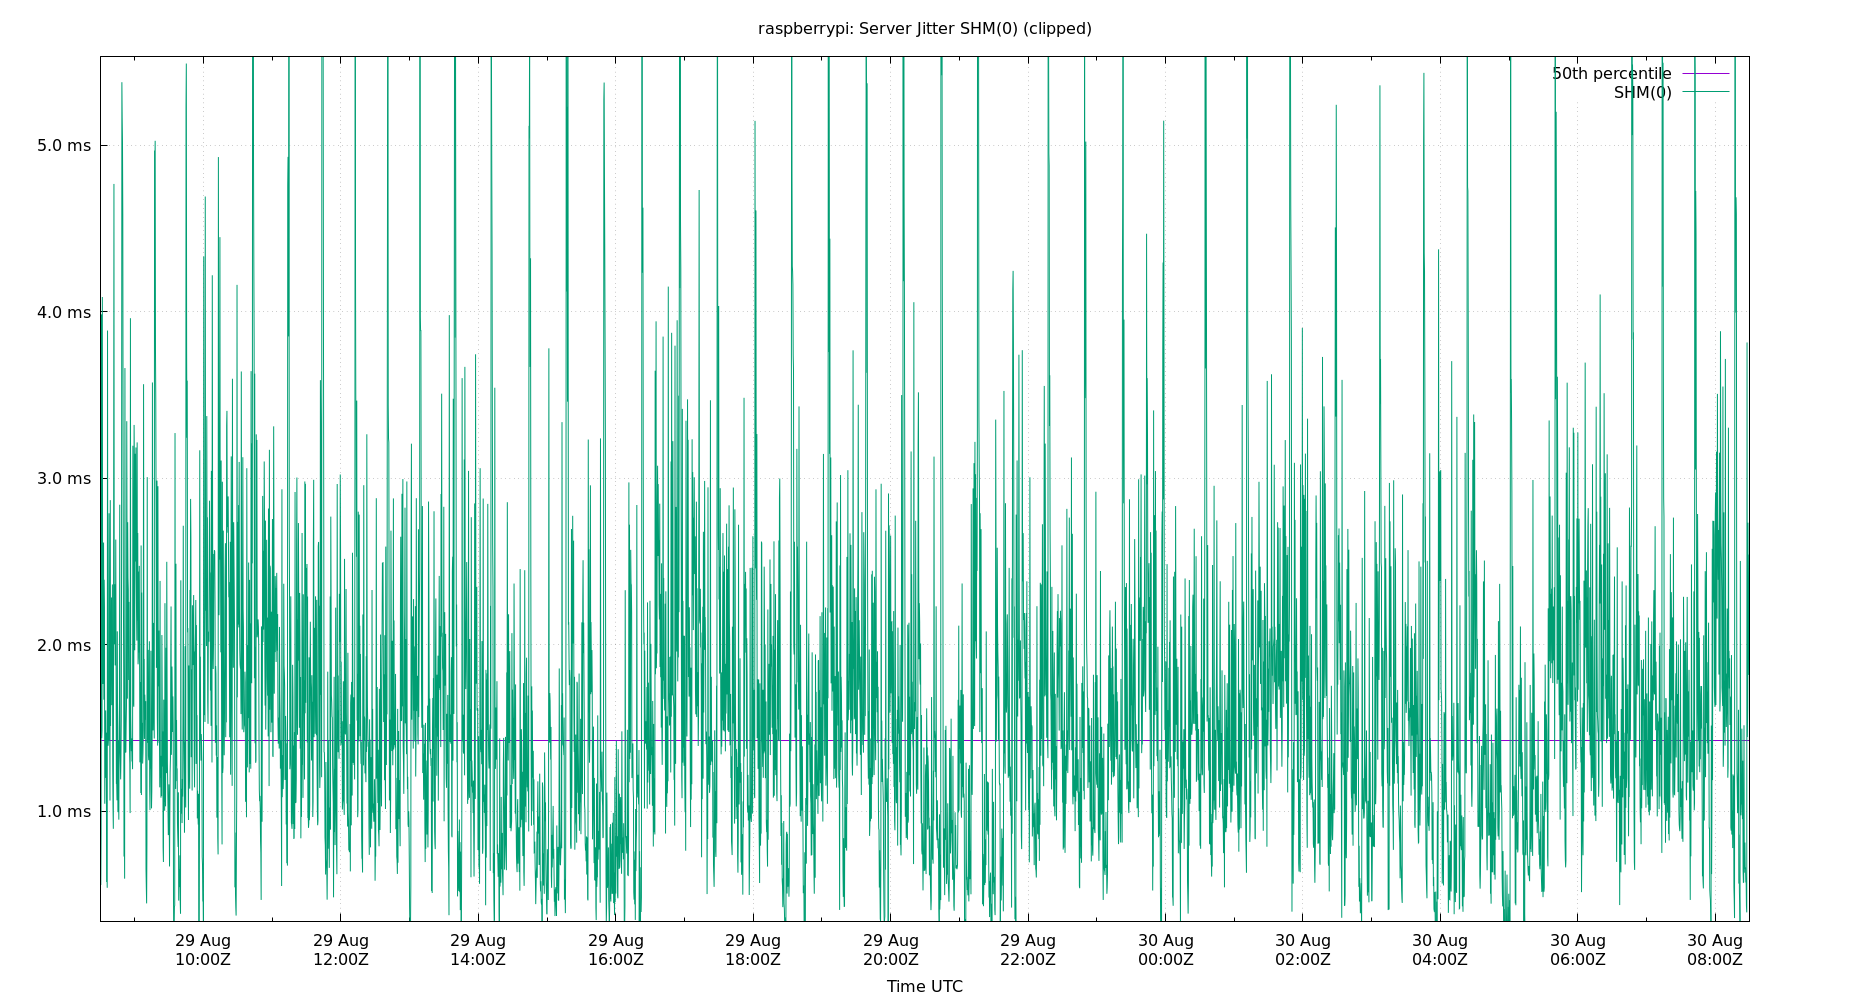 raspberrypi: Server Jitter SHM(0) (clipped)
50th percentile
SHM(0)
5.0 ms
4.0 ms
3.0 ms
2.0 ms
1.0 ms
29 Aug 29 Aug 29 Aug 29 Aug 29 Aug 29 Aug 29 Aug 30 Aug 30 Aug 30 Aug 30 Aug 30 Aug
10:00Z 12:00Z 14:00Z 16:00Z 18:00Z 20:00Z 22:00Z 00:00Z 02:00Z 04:00Z 06:00Z 08:00Z
Time UTC